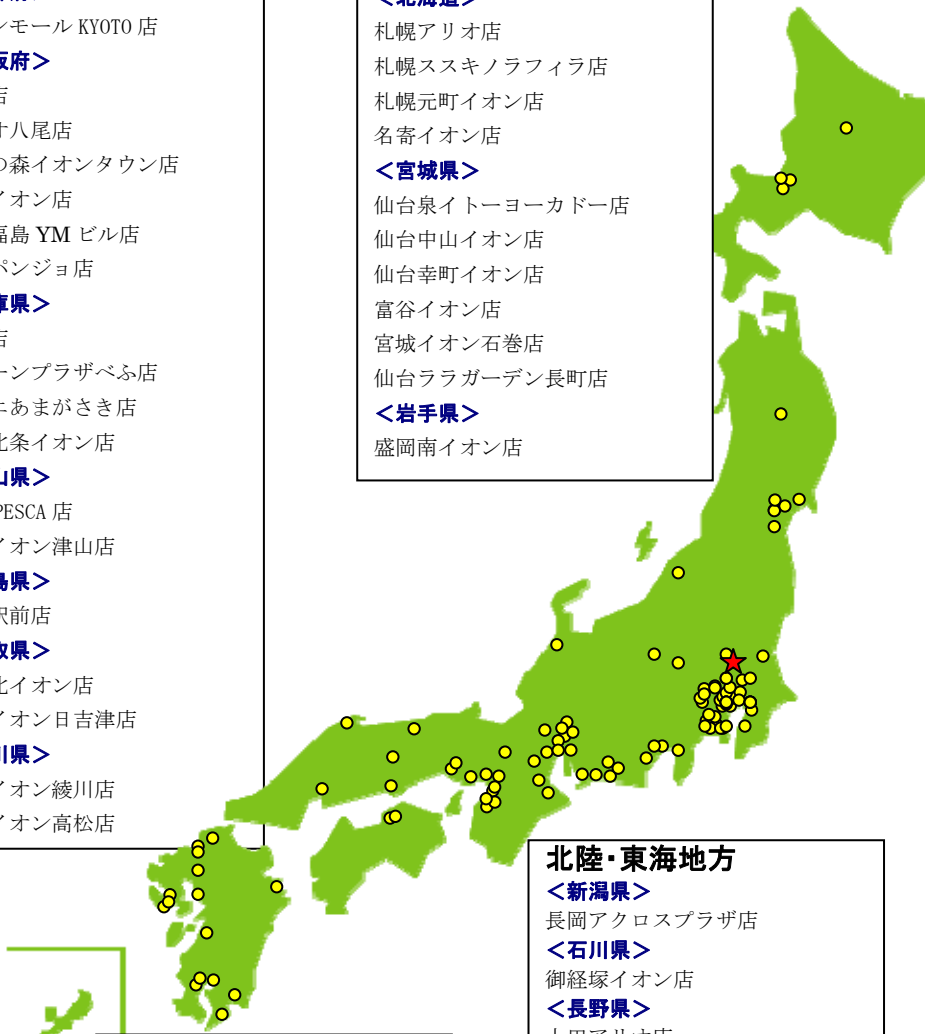 ンモール KYOTO 店
阪府＞
店
オ八尾店
の森イオンタウン店
イオン店
福島 YM ビル店
パンジョ店
庫県＞
店
ーンプラザべふ店
エあまがさき店
北条イオン店
山県＞
PESCA 店
イオン津山店
島県＞
駅前店
取県＞
北イオン店
イオン日吉津店
川県＞
イオン綾川店
イオン高松店
＜北海道＞
札幌アリオ店
札幌ススキノラフィラ店
札幌元町イオン店
名寄イオン店
＜宮城県＞
仙台泉イトーヨーカドー店
仙台中山イオン店
仙台幸町イオン店
富谷イオン店
宮城イオン石巻店
仙台ララガーデン長町店
＜岩手県＞
盛岡南イオン店
北陸・東海地方
＜新潟県＞
長岡アクロスプラザ店
＜石川県＞
御経塚イオン店
＜長野県＞
上田アリオ店